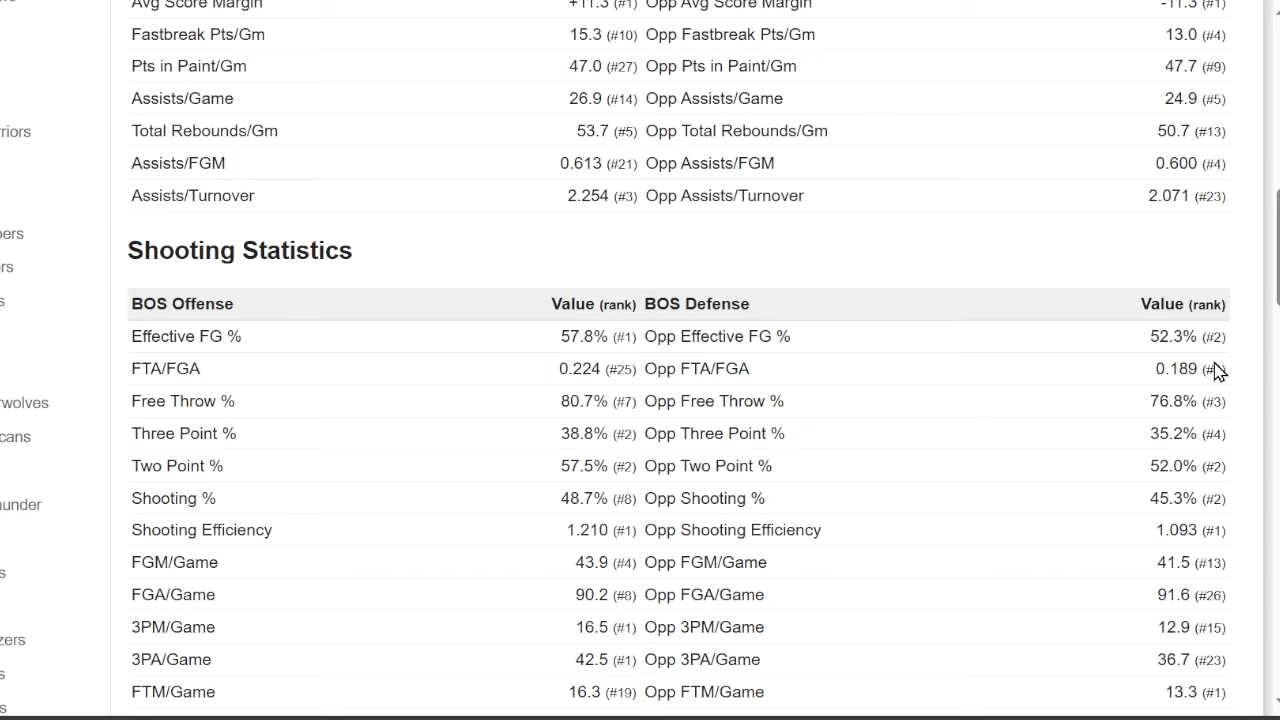 Avg Score Margin +11.3 (#1) Opp Avg Score Margin -11.3 (#1)
Fastbreak Pts/Gm 15.3 (#10) Opp Fastbreak Pts/Gm 13.0 (#4)
Pts in Paint/Gm 47.0 (#27) Opp Pts in Paint/Gm 47.7 (#9)
Assists/Game 26.9 (#14) Opp Assists/Game 24.9 (#5)
rriors
Total Rebounds/Gm 53.7 (#5) Opp Total Rebounds/Gm 50.7 (#13)
Assists/FGM 0.613 (#21) Opp Assists/FGM 0.600 (#4)
Assists/Turnover 2.254 (#3) Opp Assists/Turnover 2.071 (#23)
pers
Shooting Statistics
rs
s
BOS Offense Value (rank) BOS Defense Value (rank)
Effective FG % 57.8% (#1) Opp Effective FG % 52.3% (#2)
FTA/FGA 0.224 (#25) Opp FTA/FGA 0.189
rwolves
Free Throw % 80.7% (#7) Opp Free Throw % 76.8% (#3)
cans
Three Point % 38.8% (#2) Opp Three Point % 35.2% (#4)
Two Point % 57.5% (#2) Opp Two Point % 52.0% (#2)
Shooting % 48.7% (#8) Opp Shooting % 45.3% (#2)
hunder
Shooting Efficiency 1.210 (#1) Opp Shooting Efficiency 1.093 (#1)
FGM/Game 43.9 (#4) Opp FGM/Game 41.5 (#13)
s
FGA/Game 90.2 (#8) Opp FGA/Game 91.6 (#26)
3PM/Game 16.5 (#1) Opp 3PM/Game 12.9 (#15)
zers
3PA/Game 42.5 (#1) Opp 3PA/Game 36.7 (#23)
s
FTM/Game 16.3 (#19) Opp FTM/Game 13.3 (#1)
s